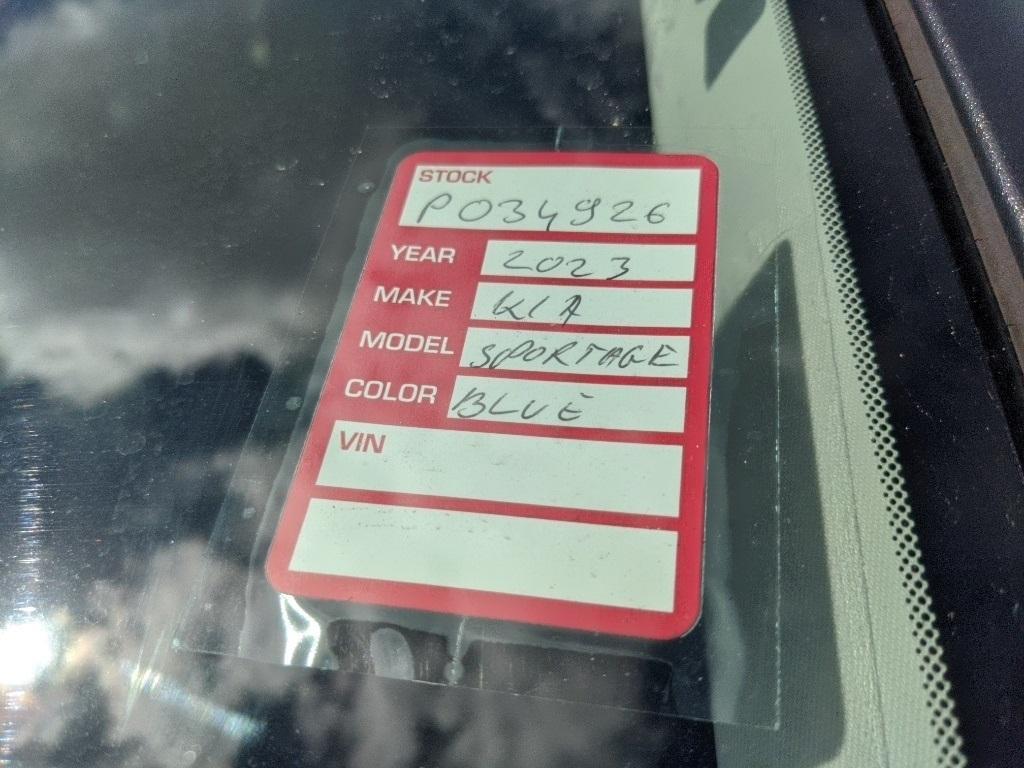 STOCK
P034926
YEAR 2023
MAKE KIA
MODEL SPORTAGE
COLOR BLUE
VIN